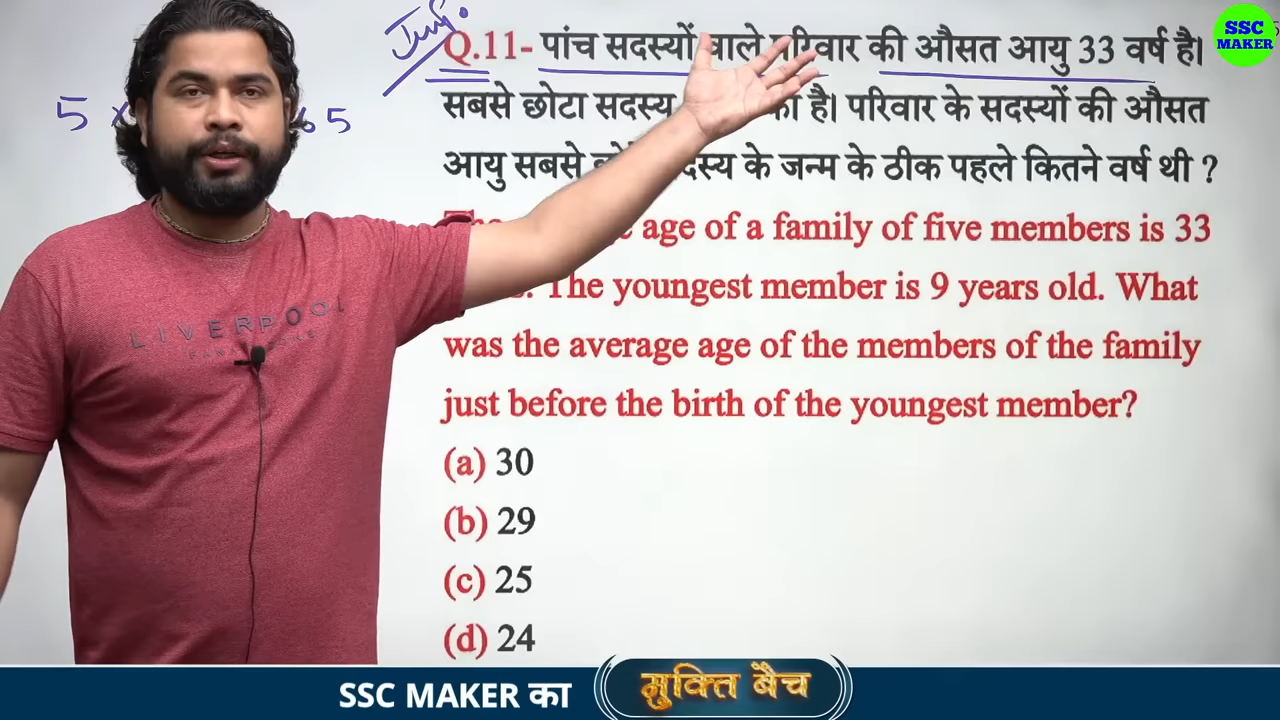 SSC
MAKER
Q.11- पांच सदस्यों वाले परिवार की औसत आयु 33 वर्ष है।
सबसे छोटा सदस्य का है। परिवार के सदस्यों की औसत
आयु सबसे के जन्म के ठीक पहले कितने वर्ष थी ?
5 65
age of a family of five members is 33
The youngest member is 9 years old. What
was the average age of the members of the family
just before the birth of the youngest member?
(a) 30
(b) 29
(c) 25
(d) 24
LIVERPOOL
SSC MAKER का मुक्ति बैच